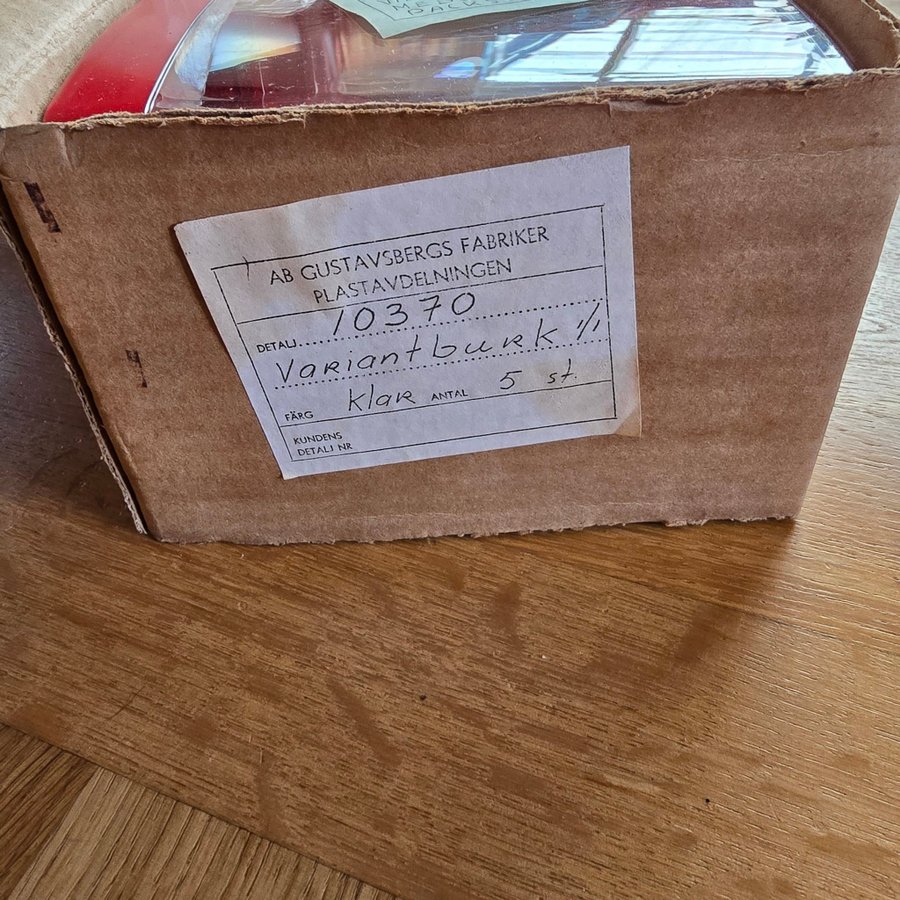 AB GUSTAVSBERGS FABRIKER
PLASTAVDELNINGEN
DETALJ 10370
Variantburk 1/1
FÄRG klar ANTAL 5 st.
KUNDENS
DETALJ NR